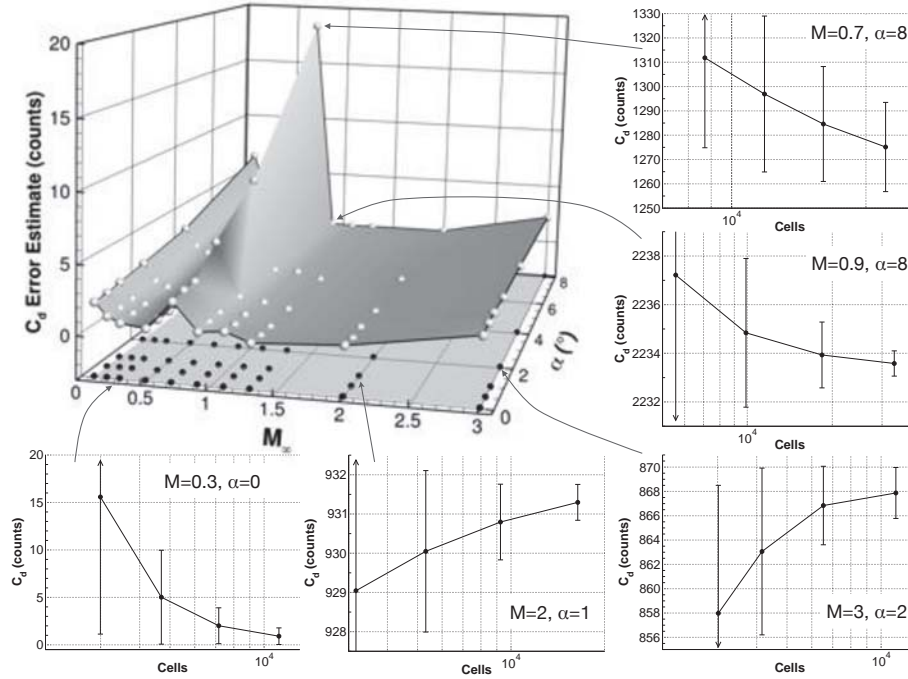 20
15
10
5
0
C_d Error Estimate (counts)
0
0.5
1
1.5
2
2.5
3
M_∞
0
2
4
6
8
α (°)
M=0.7, α=8
1330
1320
1310
1300
1290
1280
1270
1260
1250
C_d (counts)
10^4
Cells
M=0.9, α=8
2238
2236
2234
2232
C_d (counts)
10^4
Cells
M=0.3, α=0
20
15
10
5
0
C_d (counts)
10^4
Cells
932
931
930
929
928
C_d (counts)
M=2, α=1
10^4
Cells
870
868
866
864
862
860
858
856
C_d (counts)
M=3, α=2
10^4
Cells